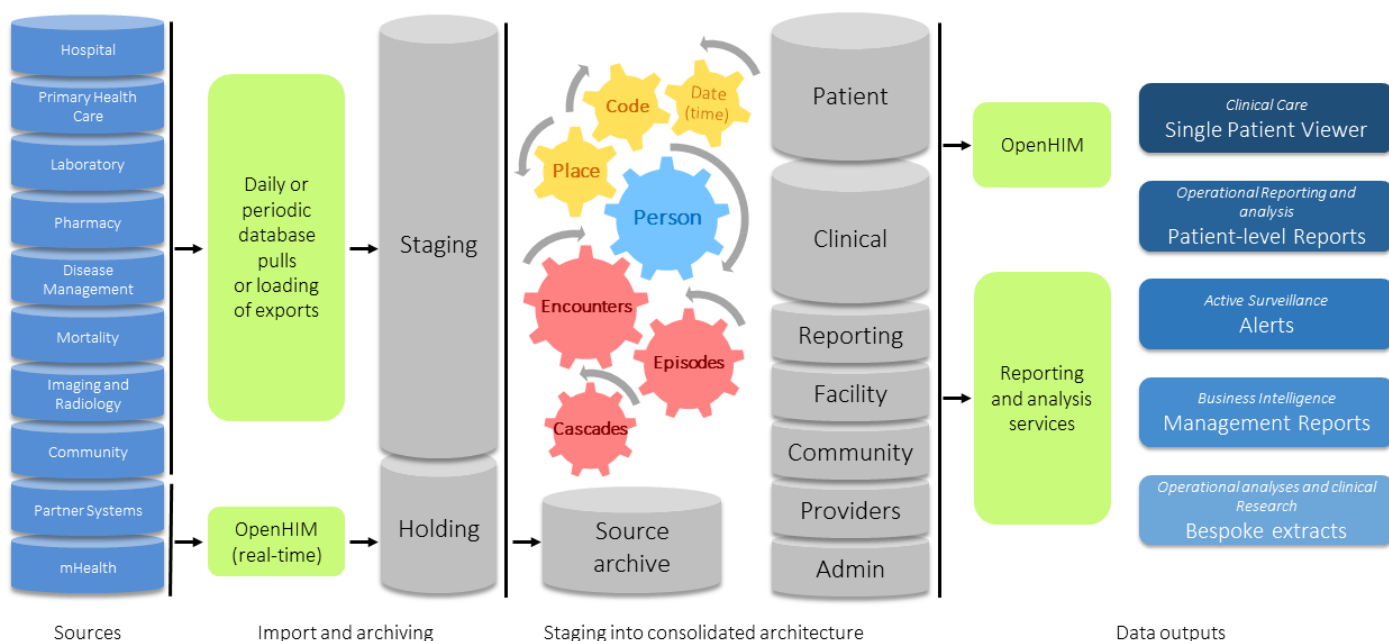 Hospital
Primary Health
Care
Laboratory
Pharmacy
Disease
Management
Mortality
Imaging and
Radiology
Community
Partner Systems
mHealth
Daily or
periodic
database
pulls
or loading
of exports
OpenHIM
(real-time)
Staging
Holding
Code
Date
(time)
Place
Person
Encounters
Episodes
Cascades
Source
archive
Patient
Clinical
Reporting
Facility
Community
Providers
Admin
OpenHIM
Reporting
and analysis
services
Clinical Care
Single Patient Viewer
Operational Reporting and
analysis
Patient-level Reports
Active Surveillance
Alerts
Business Intelligence
Management Reports
Operational analyses and clinical
Research
Bespoke extracts
Sources
Import and archiving
Staging into consolidated architecture
Data outputs